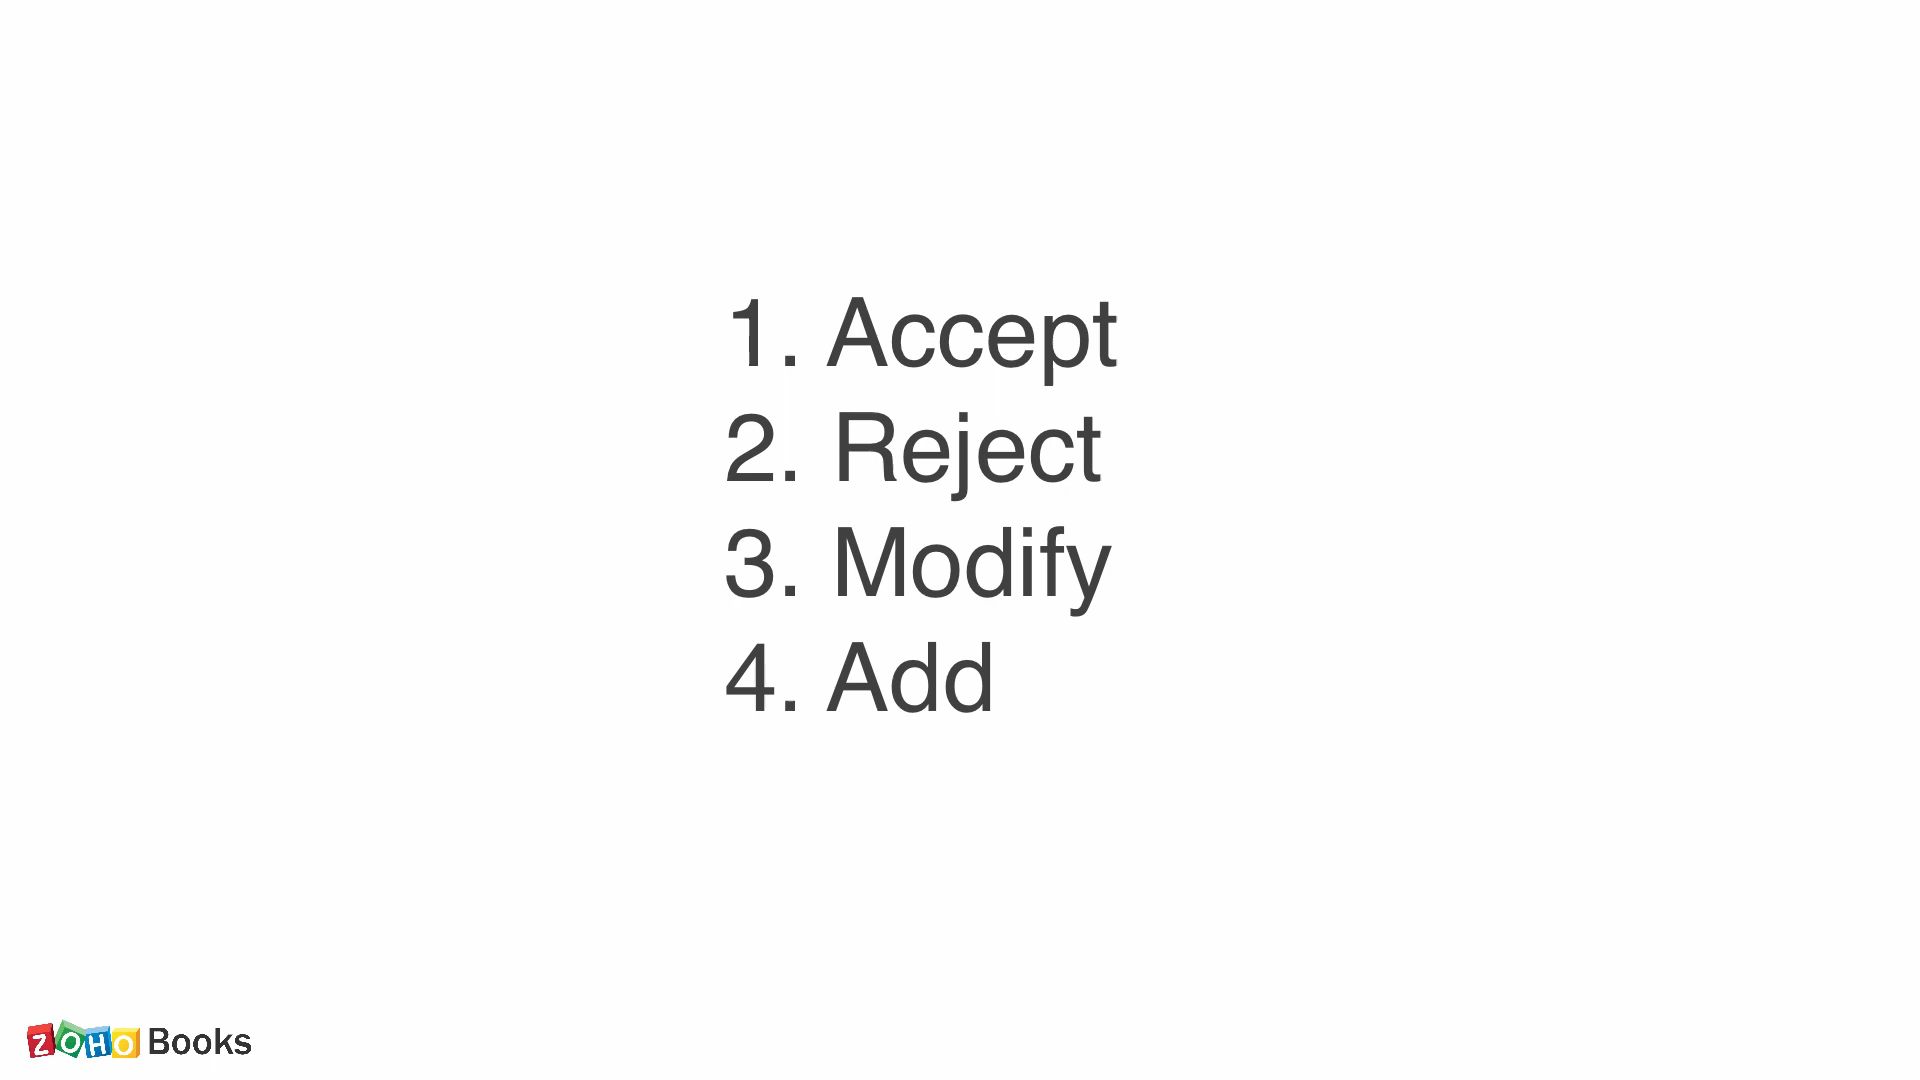 1. Accept
2. Reject
3. Modify
4. Add
ZOHO Books